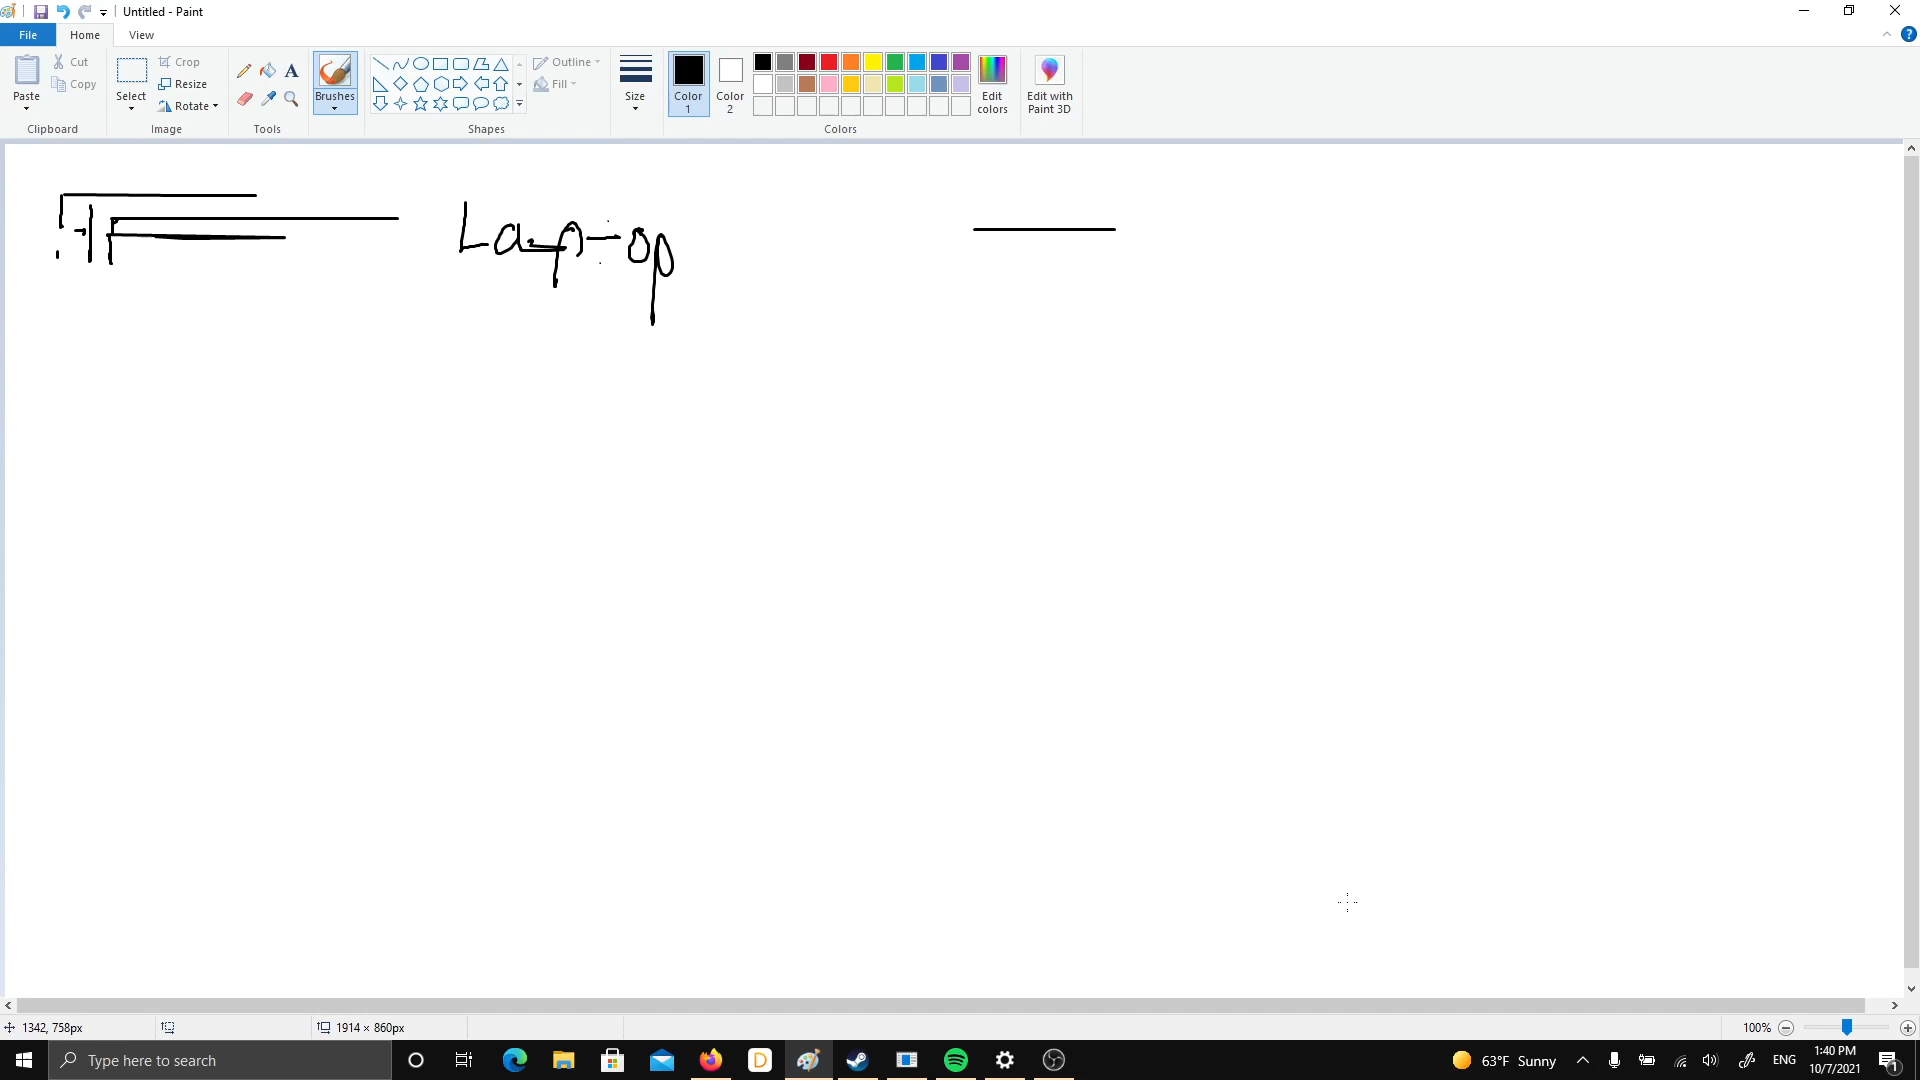 Untitled - Paint
File Home View
Paste Cut Copy Select Crop Resize Rotate Brushes Outline Fill Size Color 1 Color 2 Edit colors Edit with Paint 3D
Clipboard Image Tools Shapes Colors
1342, 758px 1914 × 860px 100%
Type here to search 63°F Sunny ENG 1:40 PM 10/7/2021 1